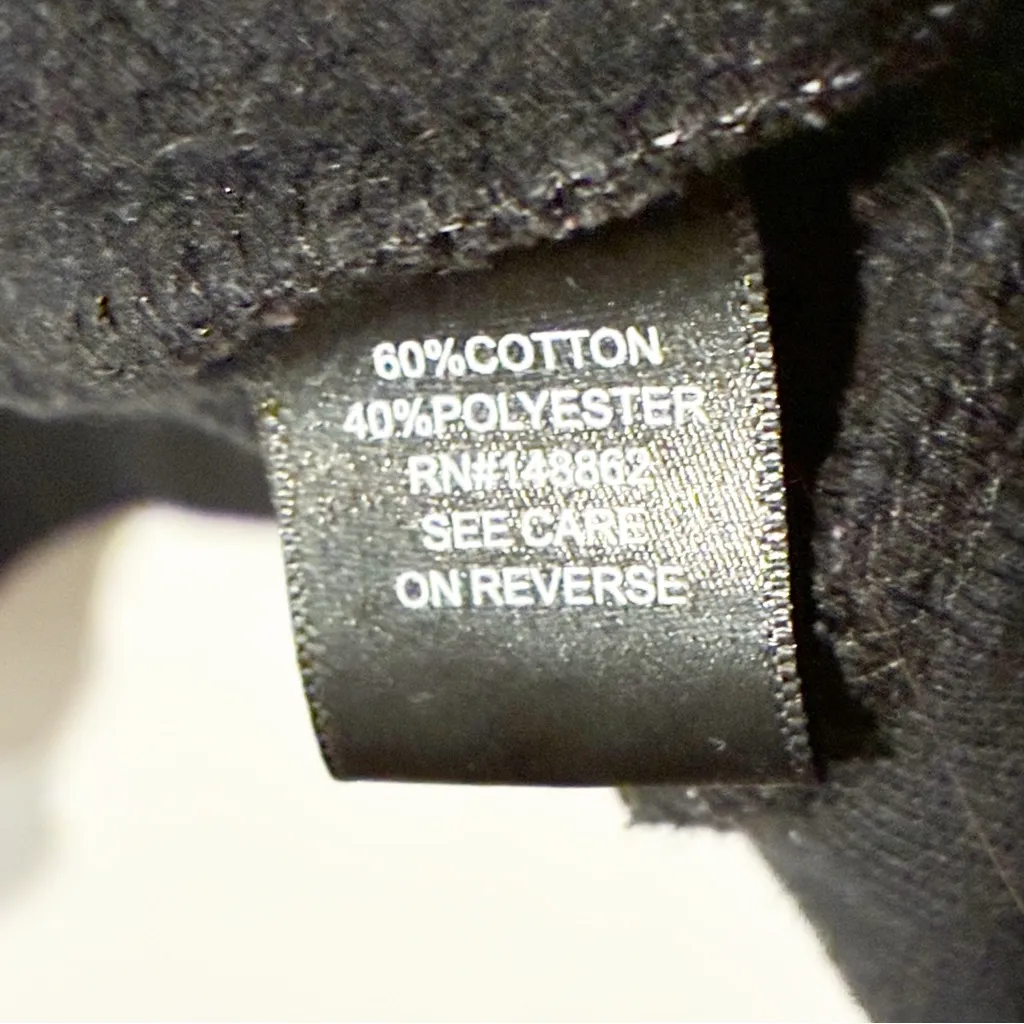 60%COTTON
40%POLYESTER
RN#148862
SEE CARE
ON REVERSE